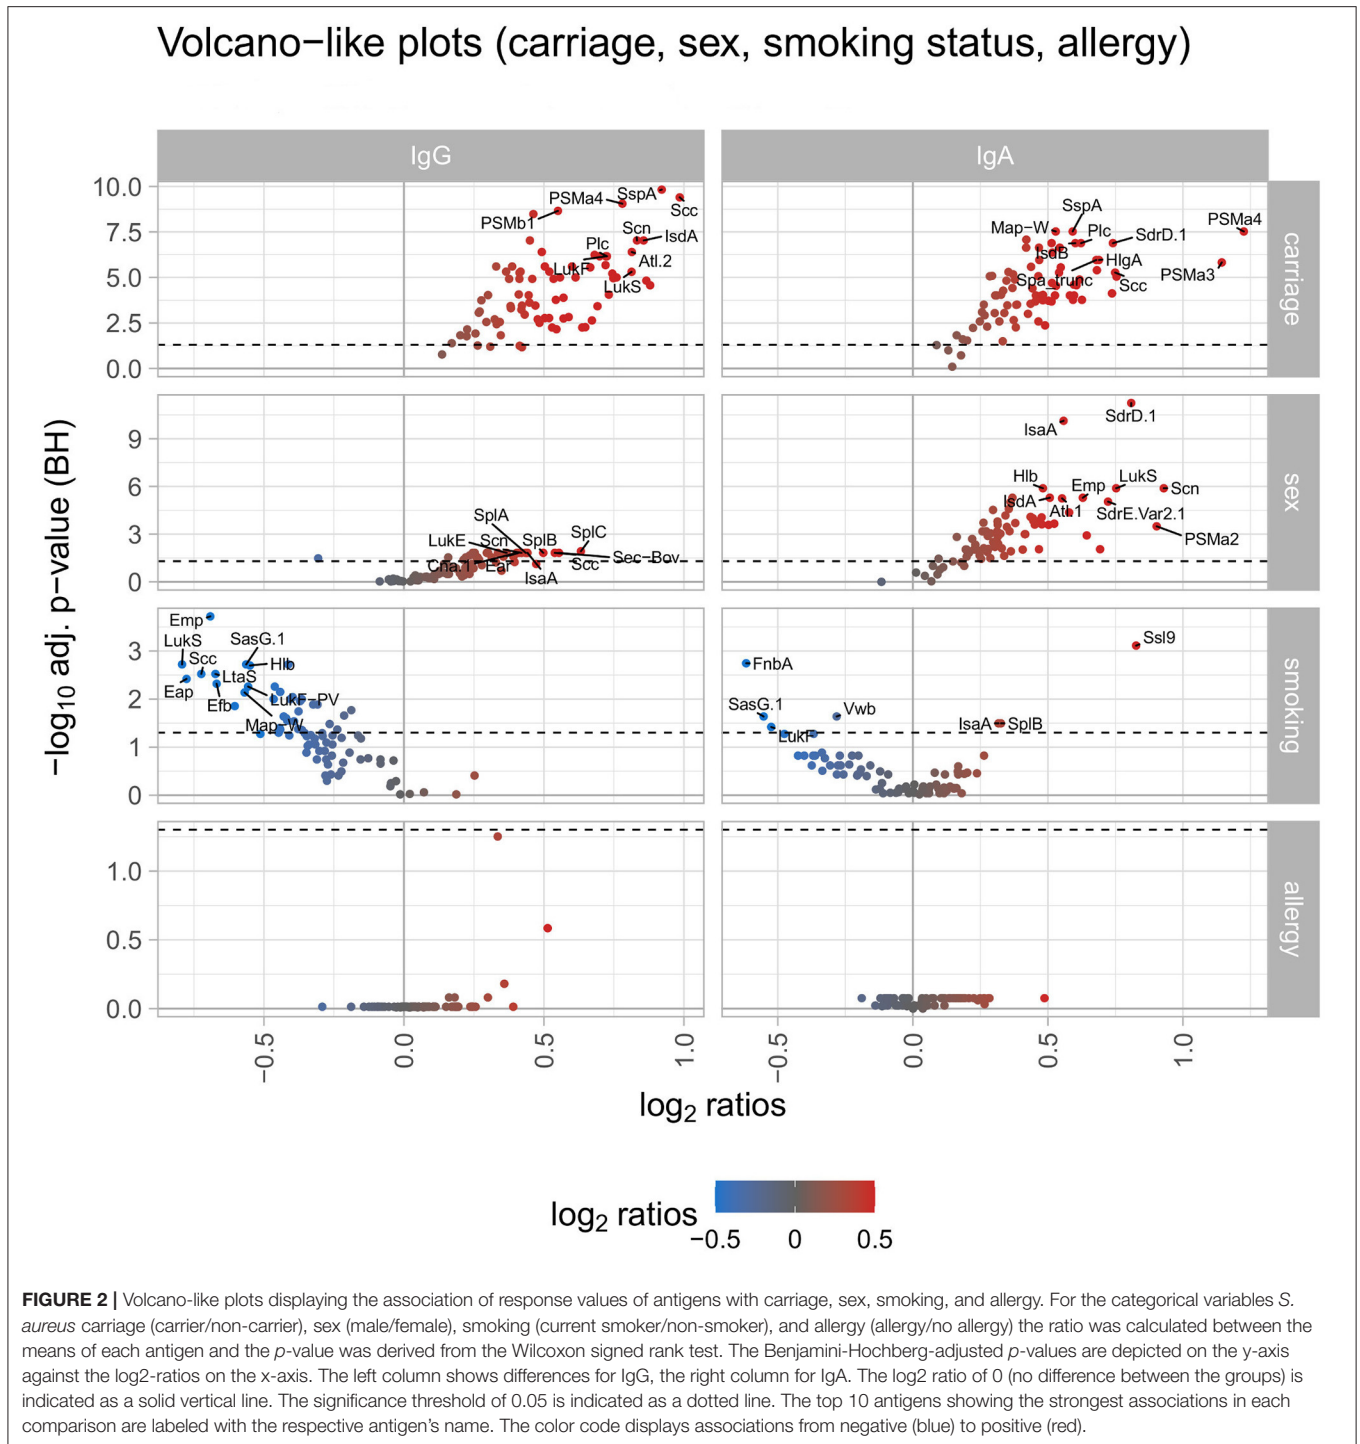 Volcano−like plots (carriage, sex, smoking status, allergy)
IgG
IgA
10.0
7.5
5.0
2.5
0.0
PSMa4
SspA
Scc
PSMb1
Scn
IsdA
Plc
LukF
Atl.2
LukS
Map-W
SspA
Plc
SdrD.1
PSMa4
IsdB
HlgA
PSMa3
Spa_trunc
Scc
carriage
9
6
3
0
SplA
LukE
Scn
SplB
SplC
Cna.1
Ear
IsaA
Scc
Sec-Bov
SdrD.1
IsaA
Hlb
LukS
Emp
Scn
IsdA
Atl.1
SdrE.Var2.1
PSMa2
sex
3
2
1
0
Emp
LukS
SasG.1
Scc
Hlb
Eap
LtaS
Efb
LukF-PV
Map-W
Ssl9
FnbA
SasG.1
Vwb
LukF
IsaA
SplB
smoking
1.0
0.5
0.0
allergy
−log10 adj. p−value (BH)
−0.5
0.0
0.5
1.0
−0.5
0.0
0.5
1.0
log2 ratios
log2 ratios
−0.5
0
0.5
FIGURE 2 | Volcano-like plots displaying the association of response values of antigens with carriage, sex, smoking, and allergy. For the categorical variables S.
aureus carriage (carrier/non-carrier), sex (male/female), smoking (current smoker/non-smoker), and allergy (allergy/no allergy) the ratio was calculated between the
means of each antigen and the p-value was derived from the Wilcoxon signed rank test. The Benjamini-Hochberg-adjusted p-values are depicted on the y-axis
against the log2-ratios on the x-axis. The left column shows differences for IgG, the right column for IgA. The log2 ratio of 0 (no difference between the groups) is
indicated as a solid vertical line. The significance threshold of 0.05 is indicated as a dotted line. The top 10 antigens showing the strongest associations in each
comparison are labeled with the respective antigen's name. The color code displays associations from negative (blue) to positive (red).